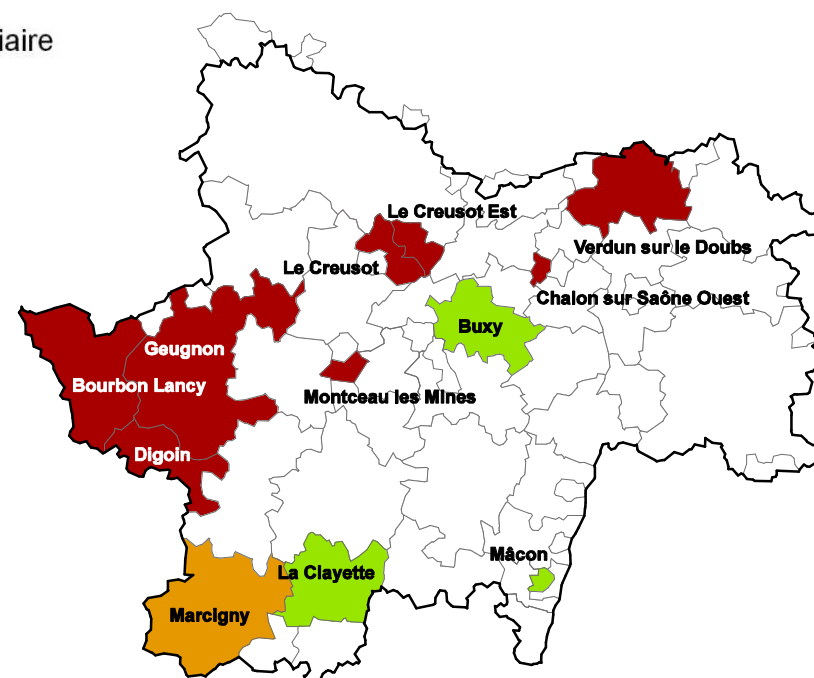 iaire
Le Creusot Est
Verdun sur le Doubs
Le Creusot
Chalon sur Saône Ouest
Buxy
Geugnon
Bourbon Lancy
Montceau les Mines
Digoin
Mâcon
La Clayette
Marcigny